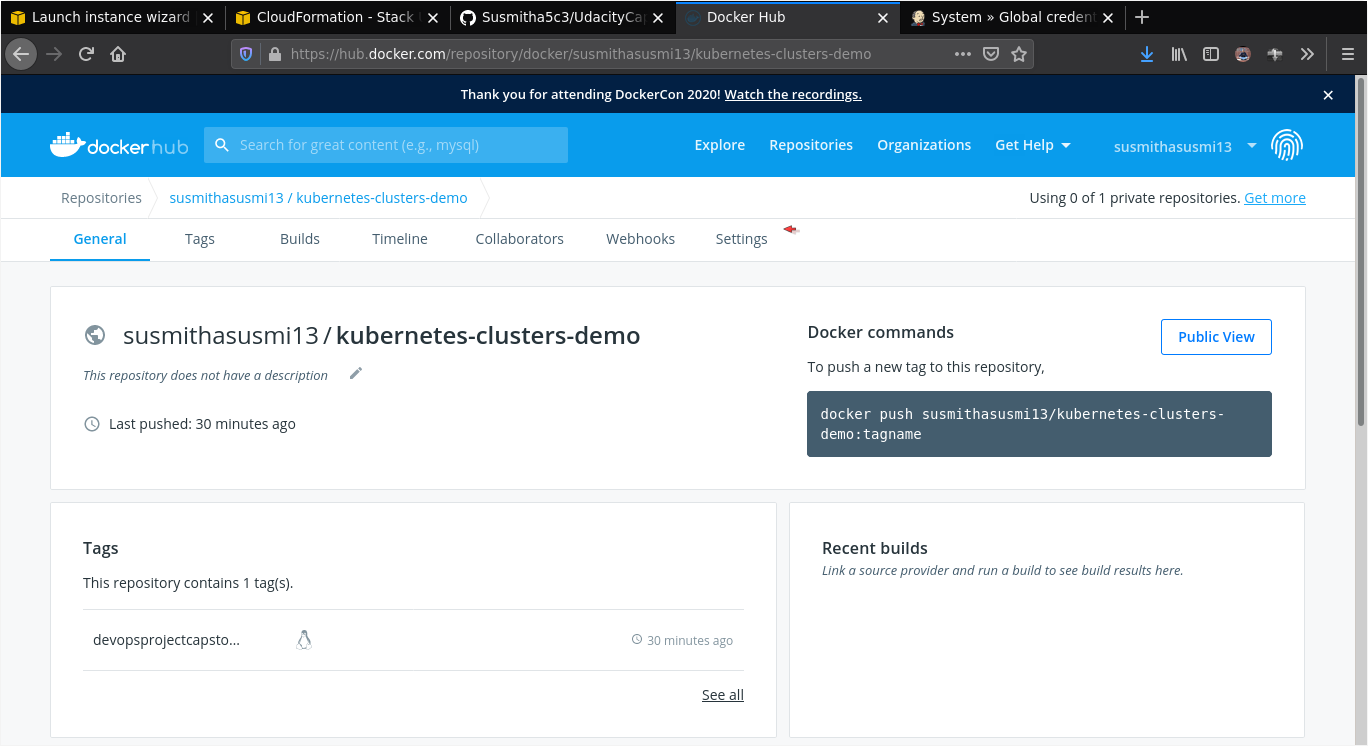 Launch instance wizard
CloudFormation - Stack
Susmitha5c3/UdacityCap
Docker Hub
System » Global credent
https://hub.docker.com/repository/docker/susmithasusmi13/kubernetes-clusters-demo
Thank you for attending DockerCon 2020! Watch the recordings.
dockerhub
Search for great content (e.g., mysql)
Explore
Repositories
Organizations
Get Help
susmithasusmi13
Repositories
susmithasusmi13 / kubernetes-clusters-demo
Using 0 of 1 private repositories. Get more
General
Tags
Builds
Timeline
Collaborators
Webhooks
Settings
susmithasusmi13 / kubernetes-clusters-demo
This repository does not have a description
Last pushed: 30 minutes ago
Docker commands
Public View
To push a new tag to this repository,
docker push susmithasusmi13/kubernetes-clusters-
demo:tagname
Tags
This repository contains 1 tag(s).
devopsprojectcapsto...
30 minutes ago
See all
Recent builds
Link a source provider and run a build to see build results here.